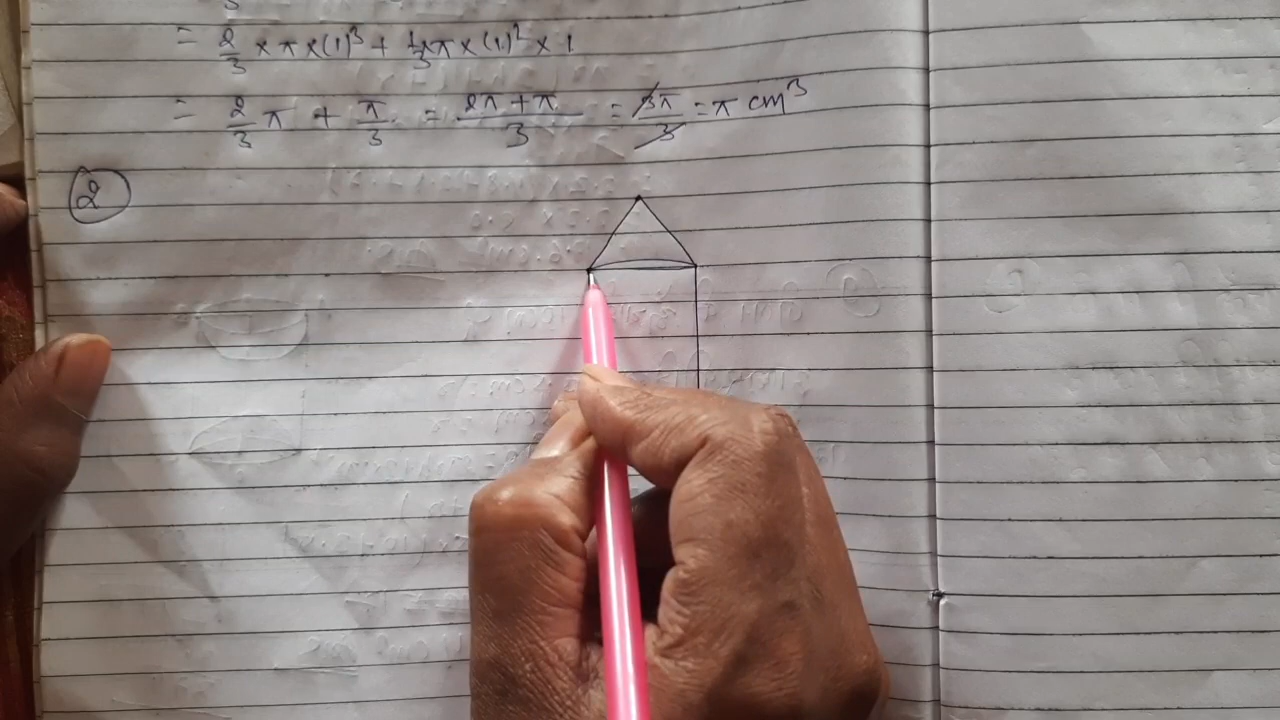 = 2/3 × π × (1)³ + 1/3 × π × (1)² × 1
= 2/3 π + π/3 = 2π + π/3 = 3π/3 = π cm³
2